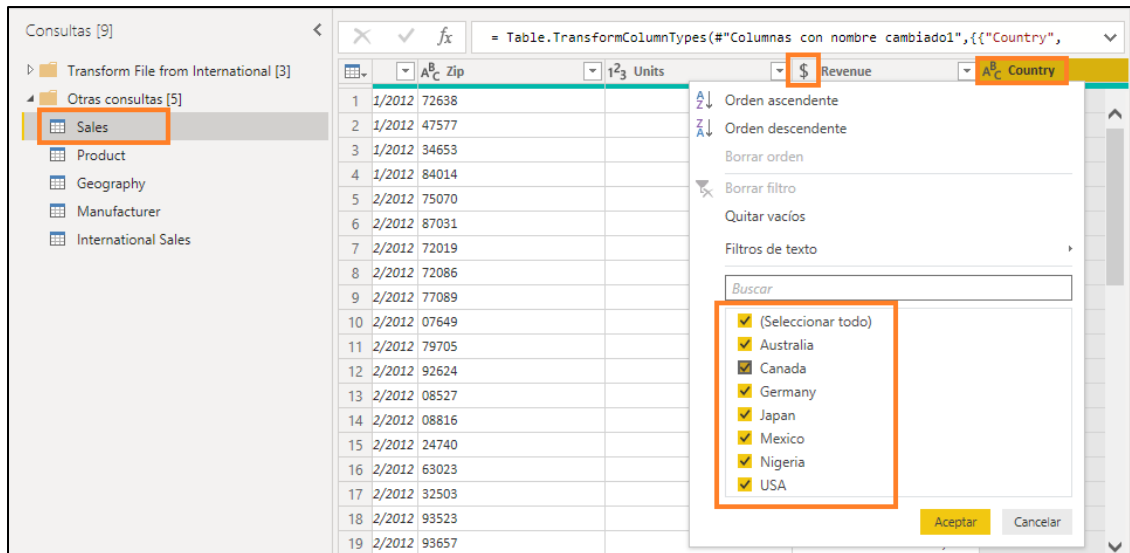 Consultas [9]
fx = Table.TransformColumnTypes(#"Columnas con nombre cambiado1",{{"Country",
Transform File from International [3]
Otras consultas [5]
Sales
Product
Geography
Manufacturer
International Sales
ABC Zip 123 Units $ Revenue ABC Country
1 1/2012 72638
2 1/2012 47577
3 1/2012 34653
4 1/2012 84014
5 2/2012 75070
6 2/2012 87031
7 2/2012 72019
8 2/2012 72086
9 2/2012 77089
10 2/2012 07649
11 2/2012 79705
12 2/2012 92624
13 2/2012 08527
14 2/2012 08816
15 2/2012 24740
16 2/2012 63023
17 2/2012 32503
18 2/2012 93523
19 2/2012 93657
Orden ascendente
Orden descendente
Borrar orden
Borrar filtro
Quitar vacíos
Filtros de texto
Buscar
(Seleccionar todo)
Australia
Canada
Germany
Japan
Mexico
Nigeria
USA
Aceptar Cancelar